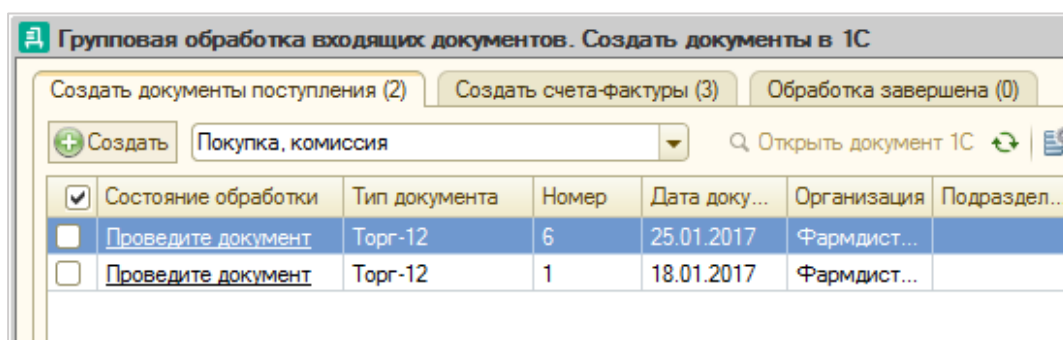 Групповая обработка входящих документов. Создать документы в 1С
Создать документы поступления (2) Создать счета-фактуры (3) Обработка завершена (0)
Создать Покупка, комиссия Открыть документ 1С
Состояние обработки Тип документа Номер Дата доку... Организация Подраздел...
Проведите документ Торг-12 6 25.01.2017 Фармдист...
Проведите документ Торг-12 1 18.01.2017 Фармдист...